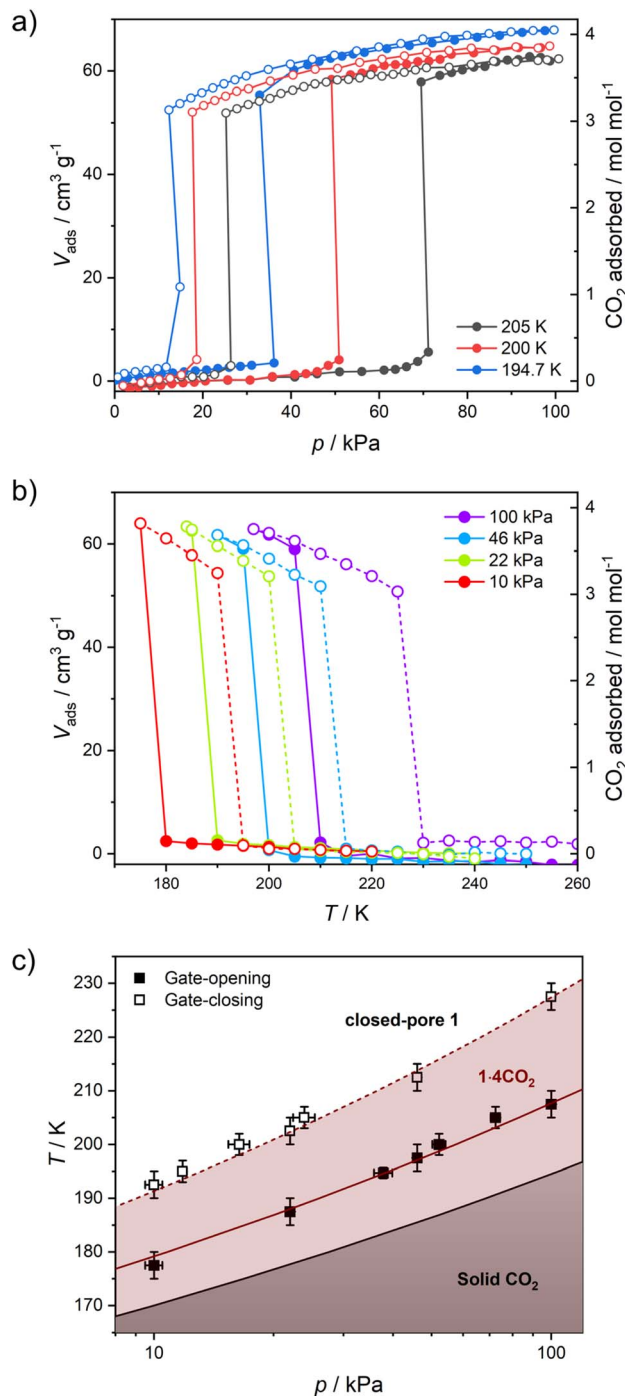 a)
60
40
20
0
V_ads / cm³ g⁻¹
4
3
2
1
0
CO₂ adsorbed / mol mol⁻¹
205 K
200 K
194.7 K
0 20 40 60 80 100
p / kPa
b)
60
40
20
0
V_ads / cm³ g⁻¹
4
3
2
1
0
CO₂ adsorbed / mol mol⁻¹
100 kPa
46 kPa
22 kPa
10 kPa
180 200 220 240 260
T / K
c)
230
220
210
200
190
180
170
T / K
Gate-opening
Gate-closing
closed-pore 1
1·4CO₂
Solid CO₂
10 100
p / kPa